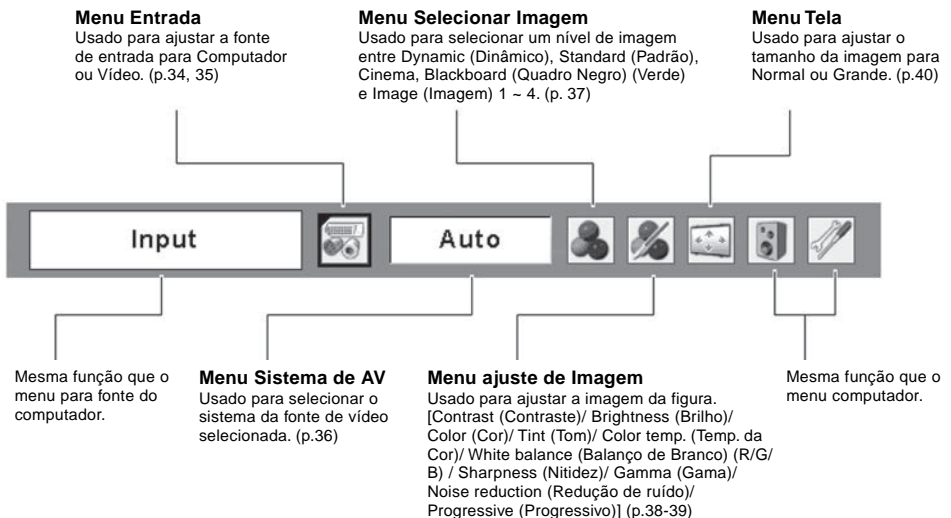 Menu Entrada
Usado para ajustar a fonte
de entrada para Computador
ou Vídeo. (p.34, 35)
Menu Selecionar Imagem
Usado para selecionar um nível de imagem
entre Dynamic (Dinâmico), Standard (Padrão),
Cinema, Blackboard (Quadro Negro) (Verde)
e Image (Imagem) 1 ~ 4. (p. 37)
Menu Tela
Usado para ajustar o
tamanho da imagem para
Normal ou Grande. (p.40)
Input
Auto
Mesma função que o
menu para fonte do
computador.
Menu Sistema de AV
Usado para selecionar o
sistema da fonte de vídeo
selecionada. (p.36)
Menu ajuste de Imagem
Usado para ajustar a imagem da figura.
[Contrast (Contraste)/ Brightness (Brilho)/
Color (Cor)/ Tint (Tom)/ Color temp. (Temp. da
Cor)/ White balance (Balanço de Branco) (R/G/
B) / Sharpness (Nitidez)/ Gamma (Gama)/
Noise reduction (Redução de ruído)/
Progressive (Progressivo)] (p.38-39)
Mesma função que o
menu computador.